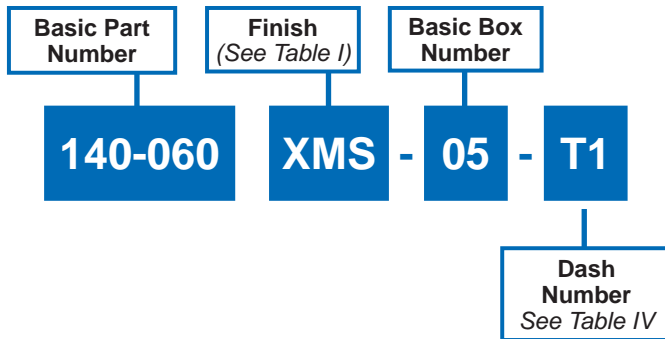 Basic Part
Number
Finish
(See Table I)
Basic Box
Number
140-060 XMS - 05 - T1
Dash
Number
See Table IV